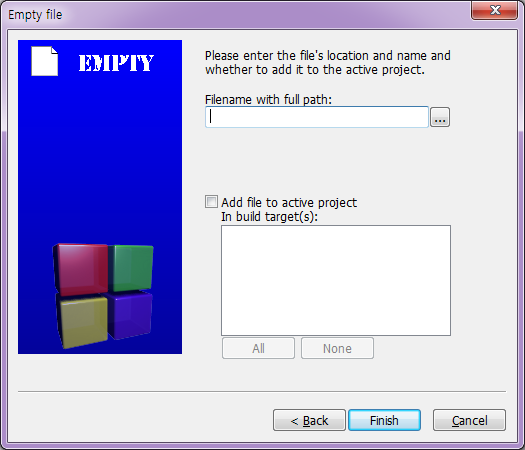 Empty file
EMPTY
Please enter the file's location and name and
whether to add it to the active project.
Filename with full path:
...
Add file to active project
In build target(s):
All
None
< Back
Finish
Cancel